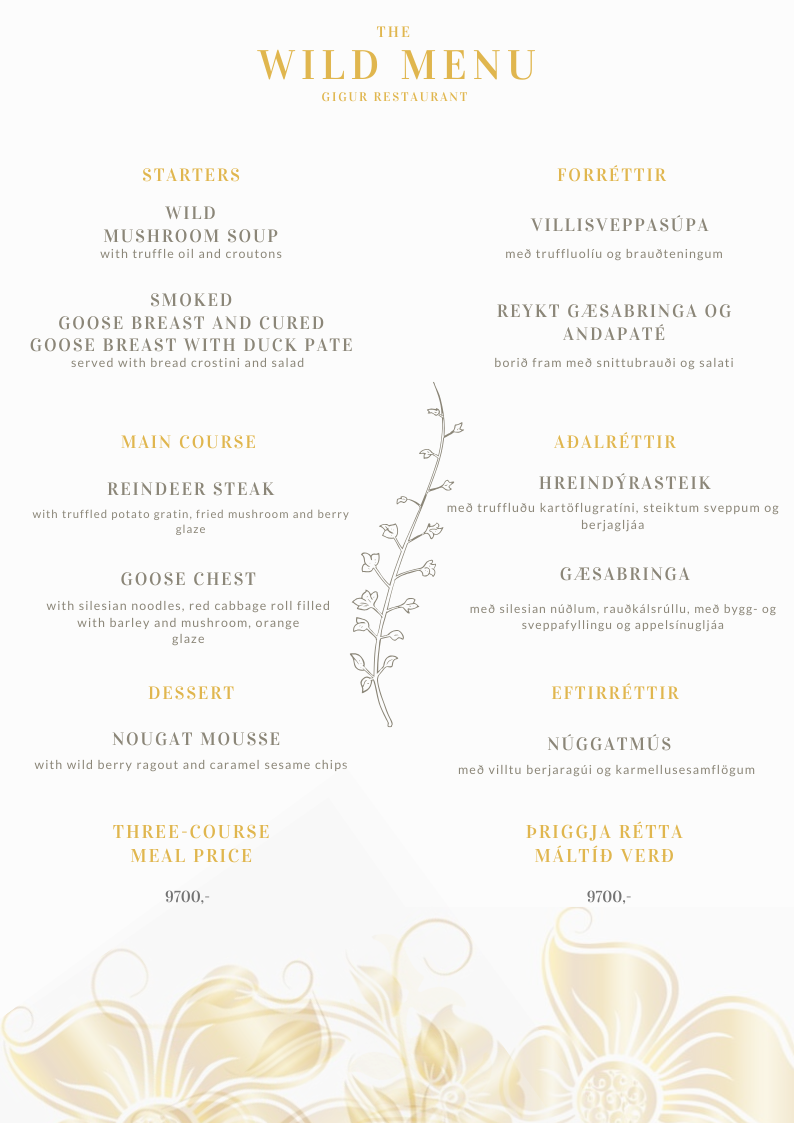 THE
WILD MENU
GIGUR RESTAURANT
STARTERS
WILD
MUSHROOM SOUP
with truffle oil and croutons
SMOKED
GOOSE BREAST AND CURED
GOOSE BREAST WITH DUCK PATE
served with bread crostini and salad
MAIN COURSE
REINDEER STEAK
with truffled potato gratin, fried mushroom and berry
glaze
GOOSE CHEST
with silesian noodles, red cabbage roll filled
with barley and mushroom, orange
glaze
DESSERT
NOUGAT MOUSSE
with wild berry ragout and caramel sesame chips
THREE-COURSE
MEAL PRICE
9700,-
FORRÉTTIR
VILLISVEPPASÚPA
með truffluolíu og brauðteningum
REYKT GÆSABRINGA OG
ANDAPATÉ
borið fram með snittubrauði og salati
AÐALRÉTTIR
HREINDÝRASTEIK
með truffluðu kartöflugratíni, steiktum sveppum og
berjagljáa
GÆSABRINGA
með silesian núðlum, rauðkálsrúllu, með bygg- og
sveppafyllingu og appelsínugljáa
EFTIRRÉTTIR
NÚGGATMÚS
með villtu berjaragúi og karmellusesamflögum
ÞRIGGJA RÉTTA
MÁLTÍÐ VERÐ
9700,-